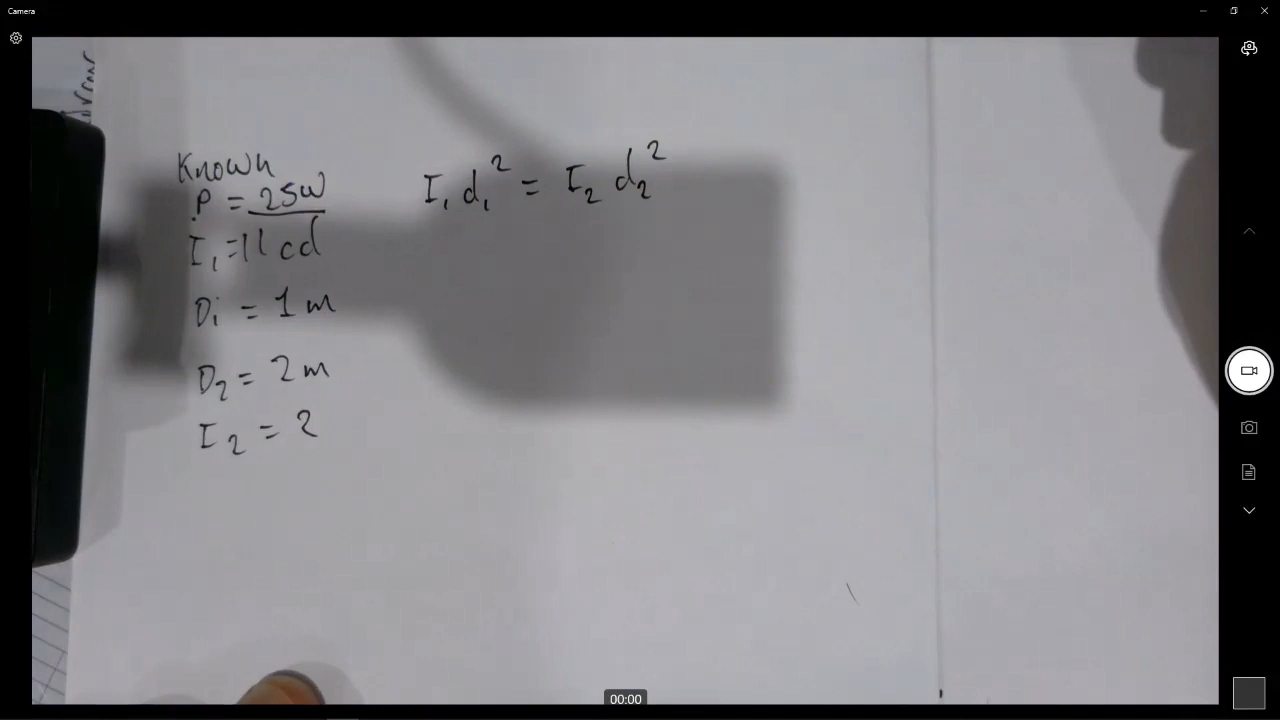 Camera
Known
P = 25W
I₁ = 11 cd
D₁ = 1 m
D₂ = 2 m
I₂ = ?
I₁ d₁² = I₂ d₂²
00:00